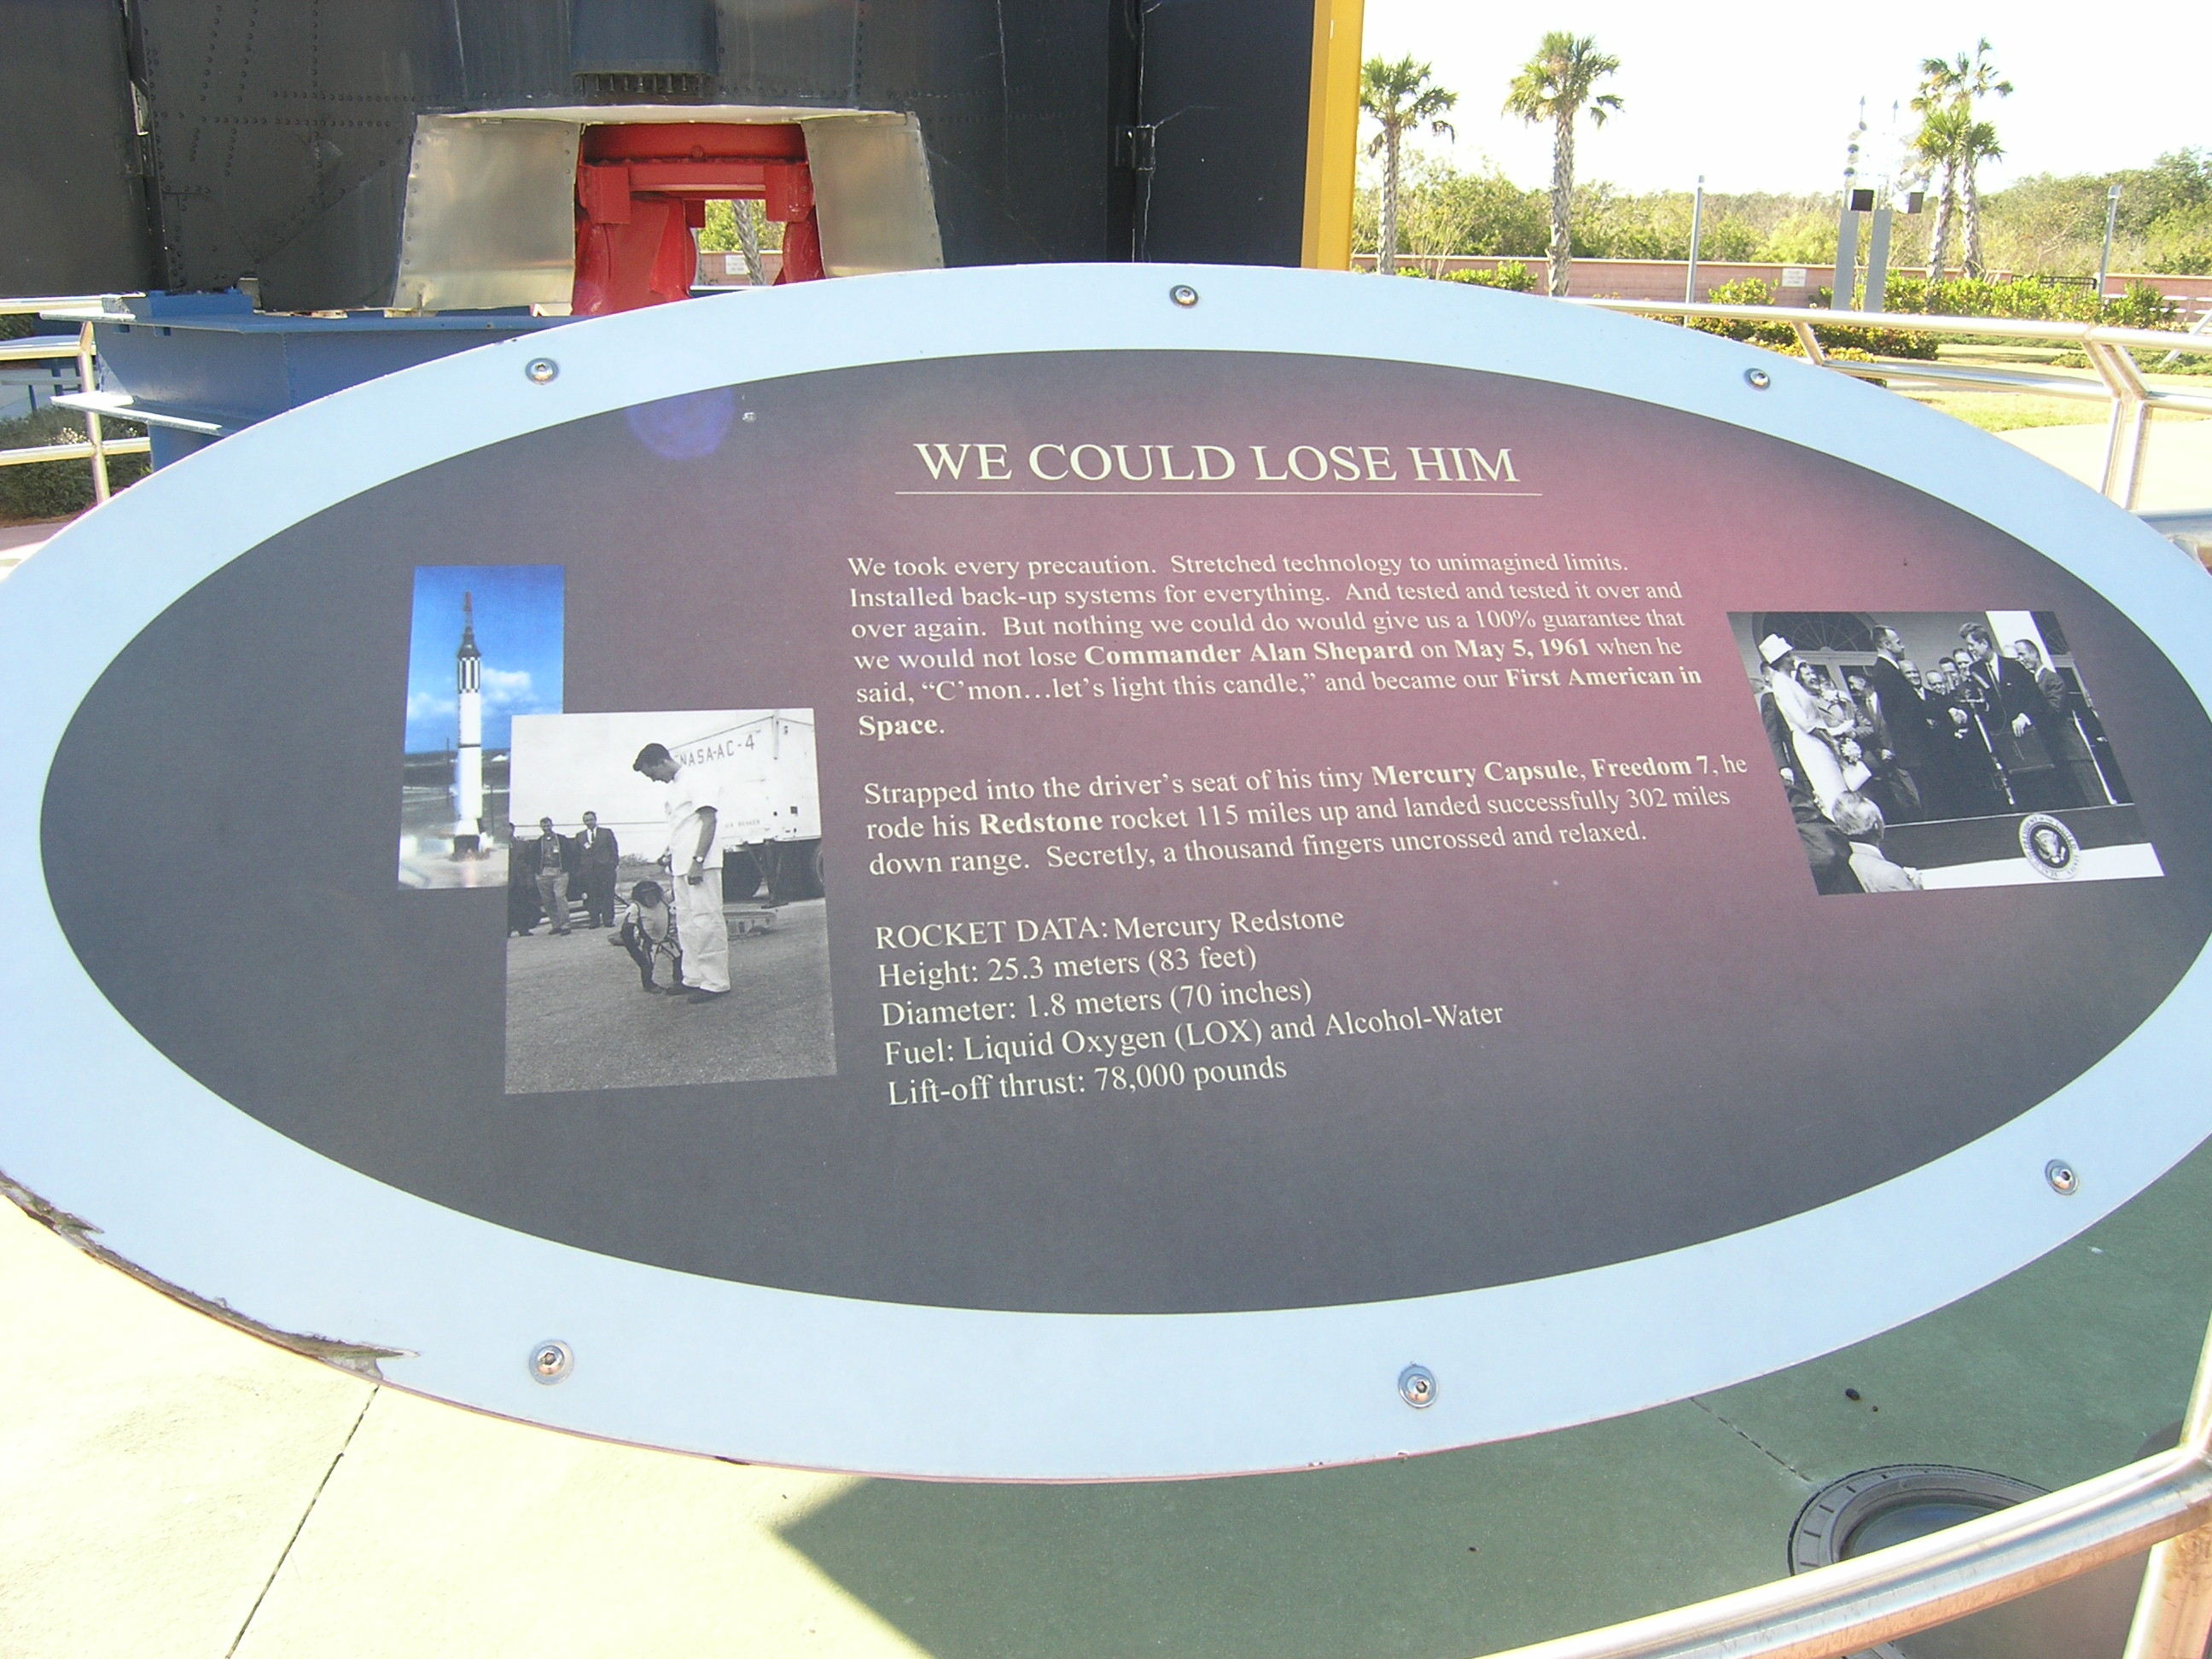 WE COULD LOSE HIM
We took every precaution. Stretched technology to unimagined limits.
Installed back-up systems for everything. And tested and tested it over and
over again. But nothing we could do would give us a 100% guarantee that
we would not lose Commander Alan Shepard on May 5, 1961 when he
said, “C’mon…let’s light this candle,” and became our First American in
Space.
Strapped into the driver’s seat of his tiny Mercury Capsule, Freedom 7, he
rode his Redstone rocket 115 miles up and landed successfully 302 miles
down range. Secretly, a thousand fingers uncrossed and relaxed.
ROCKET DATA: Mercury Redstone
Height: 25.3 meters (83 feet)
Diameter: 1.8 meters (70 inches)
Fuel: Liquid Oxygen (LOX) and Alcohol-Water
Lift-off thrust: 78,000 pounds
NASA-AC-4